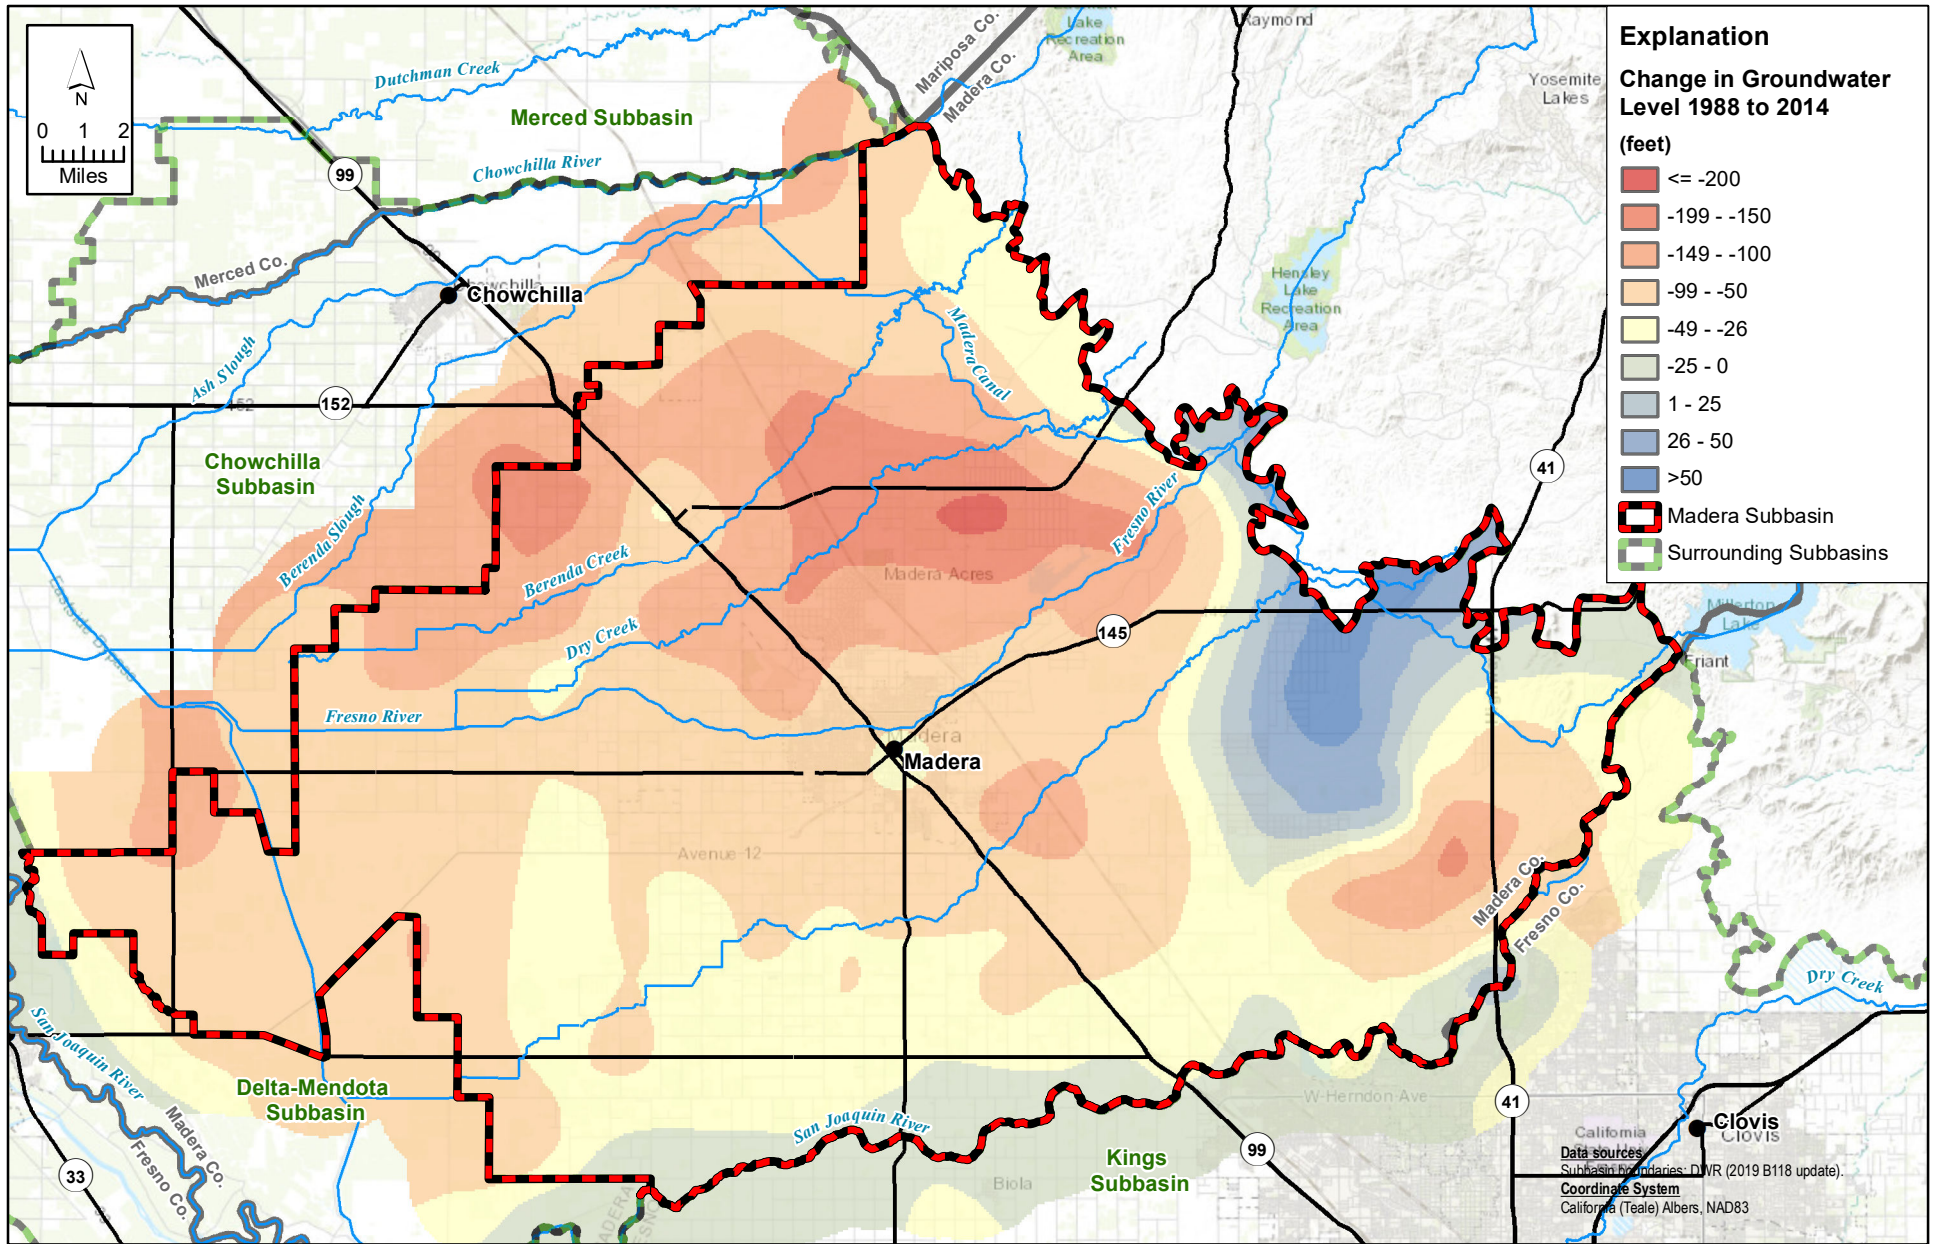 N
0 1 2
Miles
Dutchman Creek
Merced Subbasin
Mariposa Co.
Madera Co.
Lake
Recreation
Area
Raymond
Yosemite
Lakes
Chowchilla River
99
Merced Co.
Chowchilla
Ash Slough
152
152
Chowchilla
Subbasin
Berenda Slough
Madera Canal
Hensley
Lake
Recreation
Area
41
Berenda Creek
Madera Acres
Fresno River
Dry Creek
145
Millerton
Lake
Friant
Eastside Bypass
Fresno River
Madera
Madera
Avenue 12
Madera Co.
Fresno Co.
Dry Creek
San Joaquin River
Delta-Mendota
Subbasin
Madera Co.
Fresno Co.
33
San Joaquin River
Kings
Subbasin
Biola
W Herndon Ave
99
41
Clovis
Clovis
California
Explanation
Change in Groundwater
Level 1988 to 2014
(feet)
<= -200
-199 - -150
-149 - -100
-99 - -50
-49 - -26
-25 - 0
1 - 25
26 - 50
>50
Madera Subbasin
Surrounding Subbasins
Data sources
Subbasin boundaries: DWR (2019 B118 update).
Coordinate System
California (Teale) Albers, NAD83